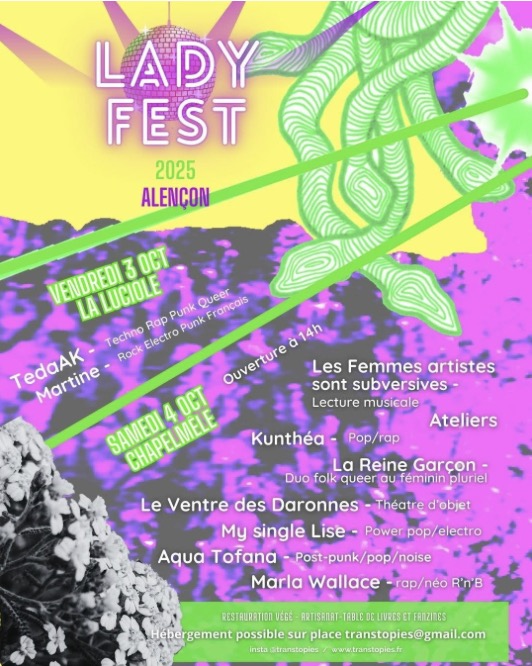 LADY
FEST
2025
ALENÇON
VENDREDI 3 OCT
LA LUCIOLE
TedaAK - Techno Rap Punk Queer
Martine - Rock Electro Punk Français
Ouverture à 14h
SAMEDI 4 OCT
CHAPELMÊLE
Les Femmes artistes
sont subversives -
Lecture musicale
Ateliers
Kunthéa - Pop/rap
La Reine Garçon -
Duo folk queer au féminin pluriel
Le Ventre des Daronnes - Théatre d'objet
My single Lise - Power pop/electro
Aqua Tofana - Post-punk/pop/noise
Marla Wallace - rap/néo R'n'B
RESTAURATION VÉGÉ - ARTISANAT-TABLE DE LIVRES ET FANZINES
Hébergement possible sur place transtopies@gmail.com
insta @transtopies / www.transtopies.fr